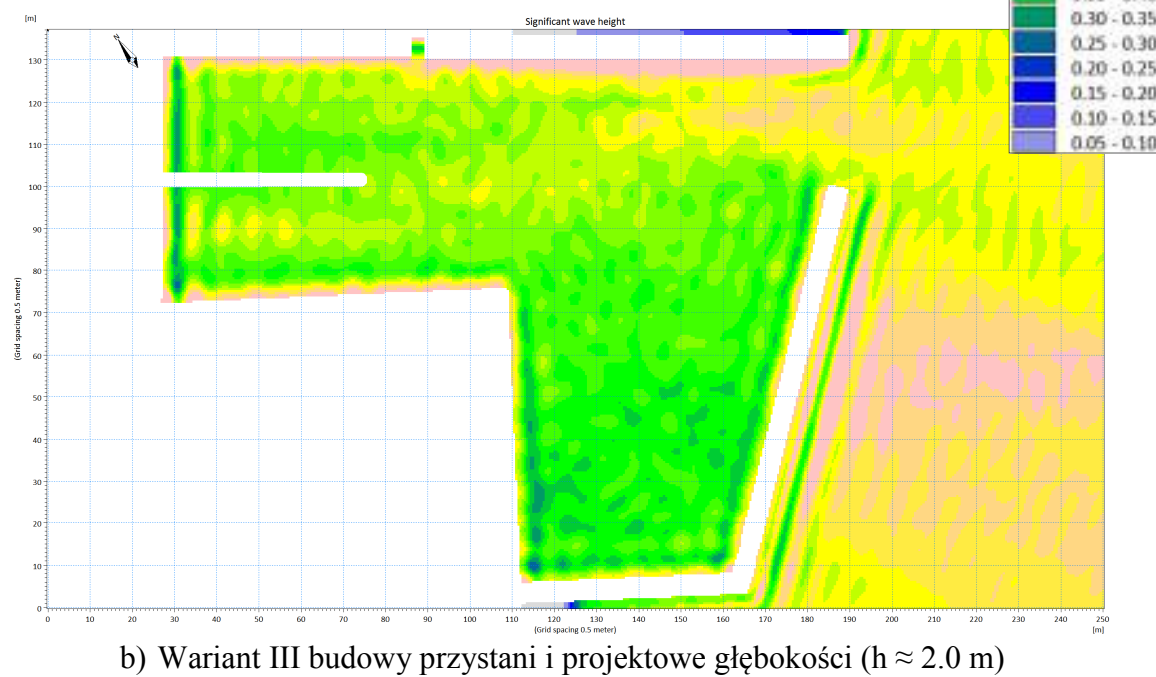 [m]
Significant wave height
N
0.30 - 0.35
0.25 - 0.30
0.20 - 0.25
0.15 - 0.20
0.10 - 0.15
0.05 - 0.10
130
120
110
100
90
80
70
60
50
40
30
20
10
0
(Grid spacing 0.5 meter)
0 10 20 30 40 50 60 70 80 90 100 110 120 130 140 150 160 170 180 190 200 210 220 230 240 250
(Grid spacing 0.5 meter) [m]
b) Wariant III budowy przystani i projektowe głębokości (h ≈ 2.0 m)